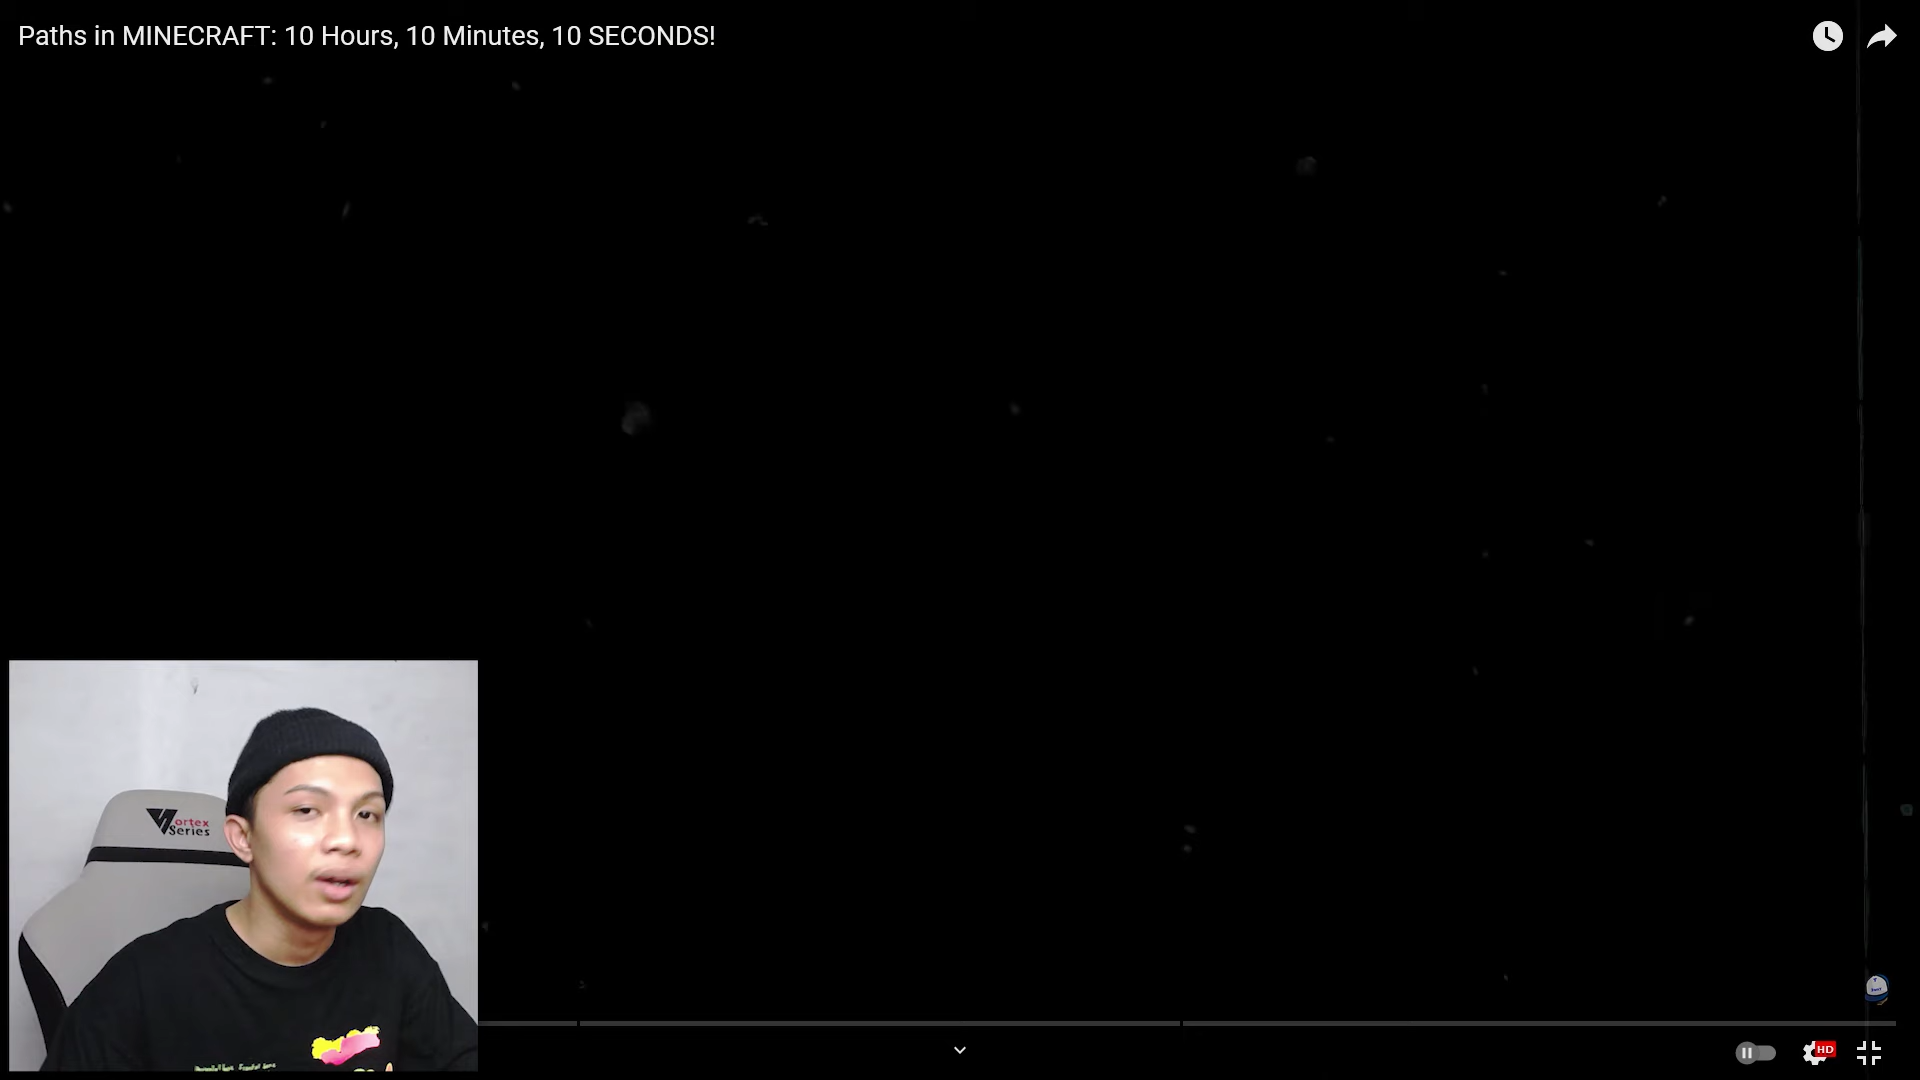 Paths in MINECRAFT: 10 Hours, 10 Minutes, 10 SECONDS!
ortex
Series
HD